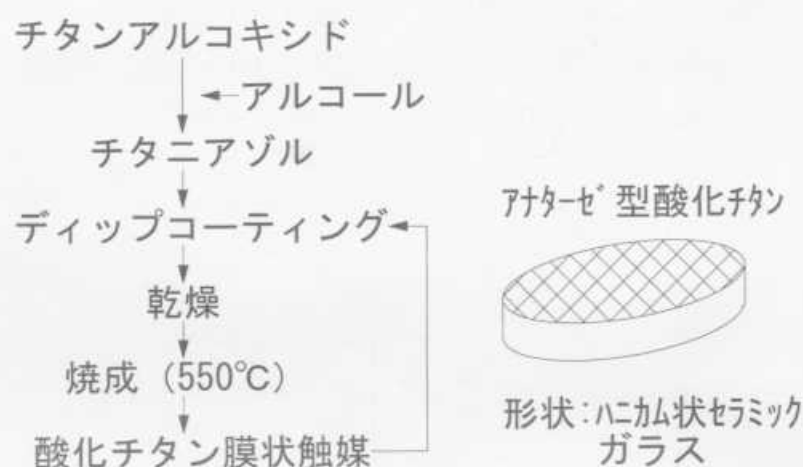 チタンアルコキシド
アルコール
チタニアゾル
ディップコーティング
乾燥
焼成（550℃）
酸化チタン膜状触媒
ｱﾅﾀｰｾﾞ型酸化ﾁﾀﾝ
形状：ﾊﾆｶﾑ状ｾﾗﾐｯｸ
ガラス